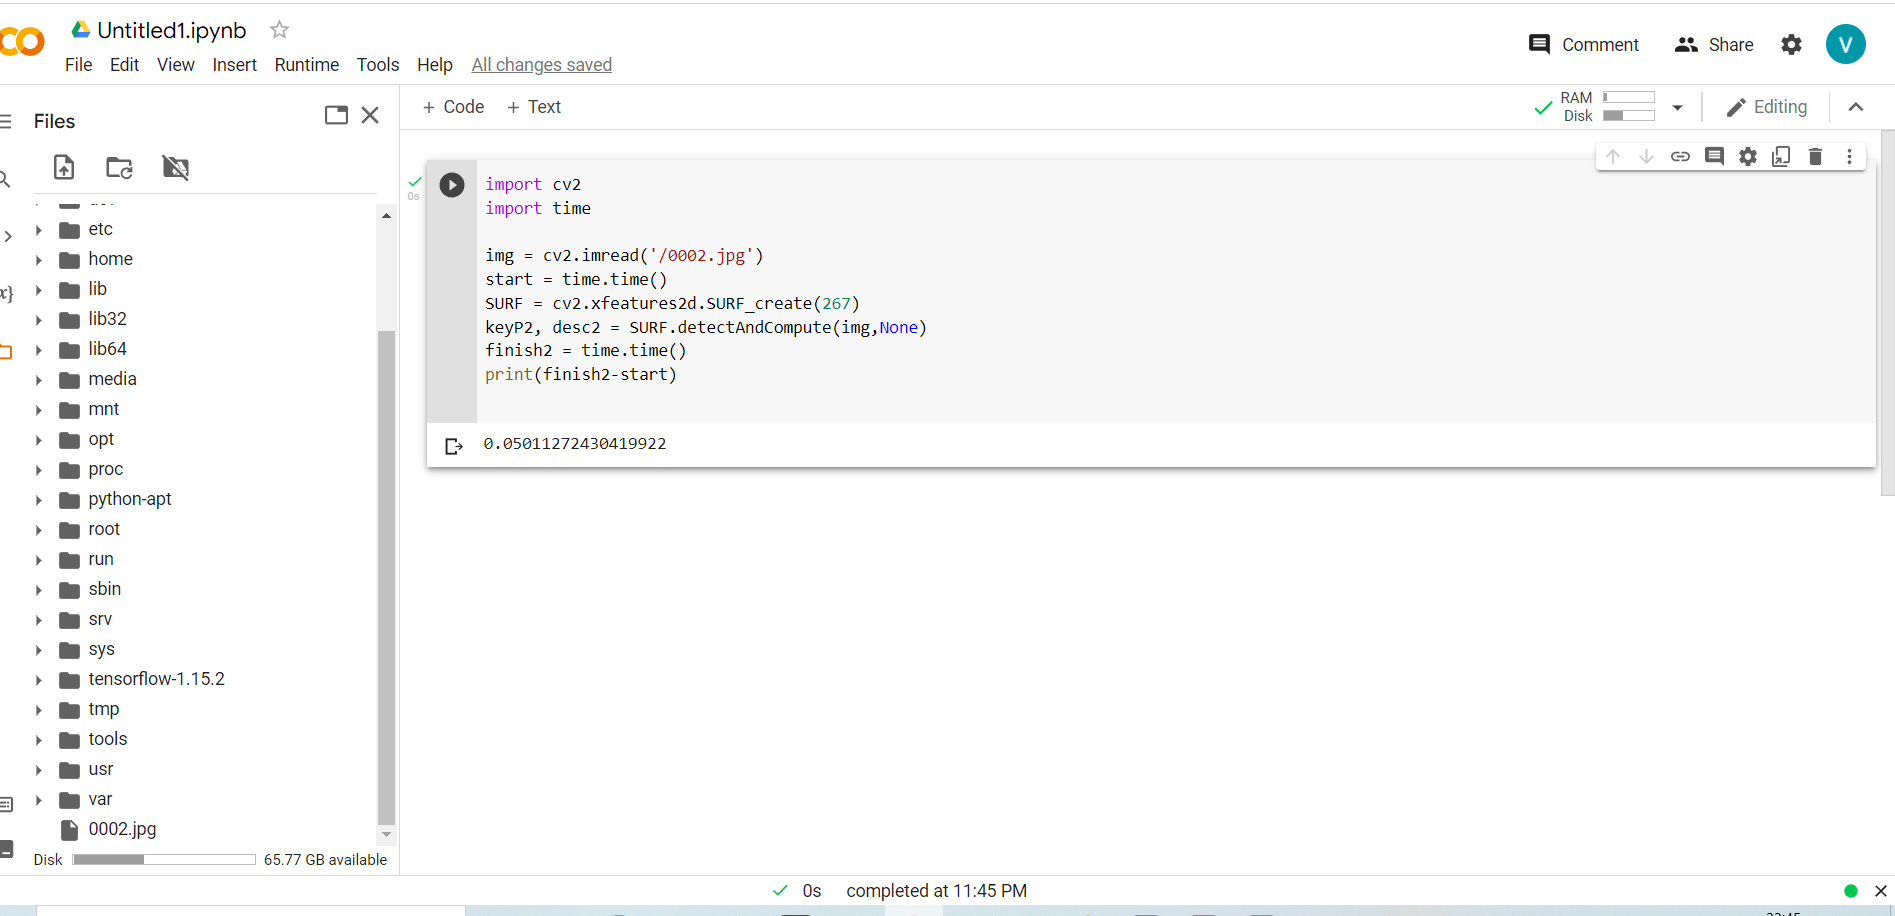 Untitled1.ipynb
File Edit View Insert Runtime Tools Help All changes saved
Comment
Share
V
Files
+ Code + Text
RAM
Disk
Editing
etc
home
lib
lib32
lib64
media
mnt
opt
proc
python-apt
root
run
sbin
srv
sys
tensorflow-1.15.2
tmp
tools
usr
var
0002.jpg
Disk 65.77 GB available
0s
import cv2
import time
img = cv2.imread('/0002.jpg')
start = time.time()
SURF = cv2.xfeatures2d.SURF_create(267)
keyP2, desc2 = SURF.detectAndCompute(img,None)
finish2 = time.time()
print(finish2-start)
0.05011272430419922
0s completed at 11:45 PM